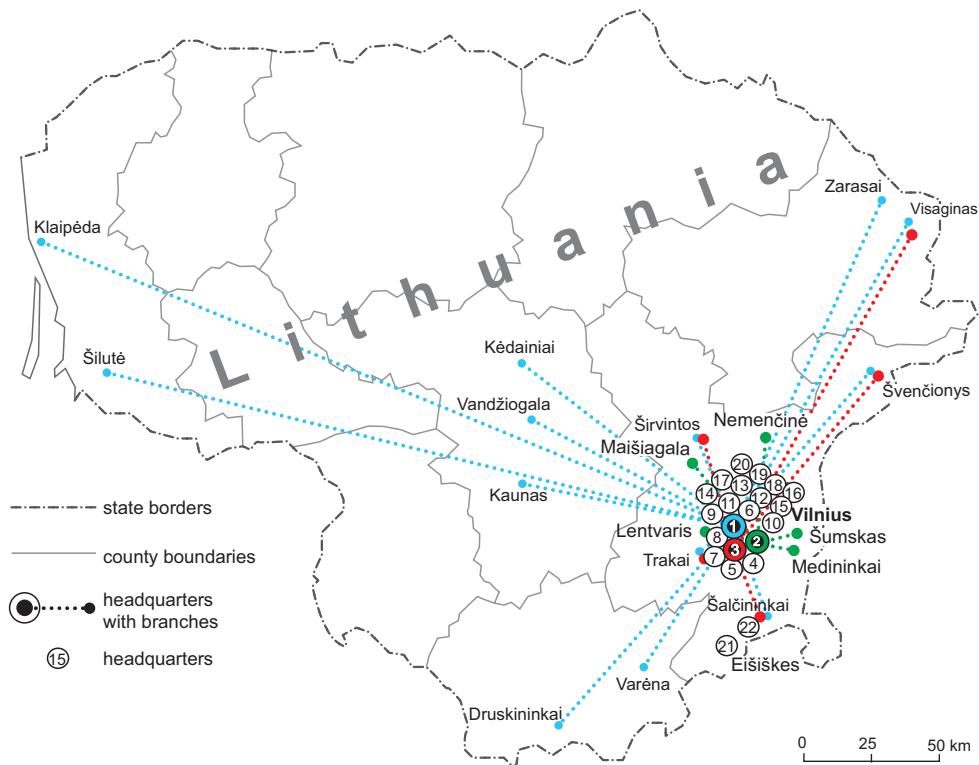 Lithuania
Zarasai
Visaginas
Klaipėda
Šilutė
Kėdainiai
Švenčionys
Vandžiogala
Nemenčinė
Širvintos
Maišiagala
20
19
17
13
18
16
14
12
11
15
9
6
10
Kaunas
Vilnius
state borders
1
Lentvaris
8
2
Šumskas
3
county boundaries
Trakai
7
5
4
Medininkai
headquarters
with branches
Šalčininkai
22
15
headquarters
21
Eišiškes
Varėna
Druskininkai
0
25
50 km